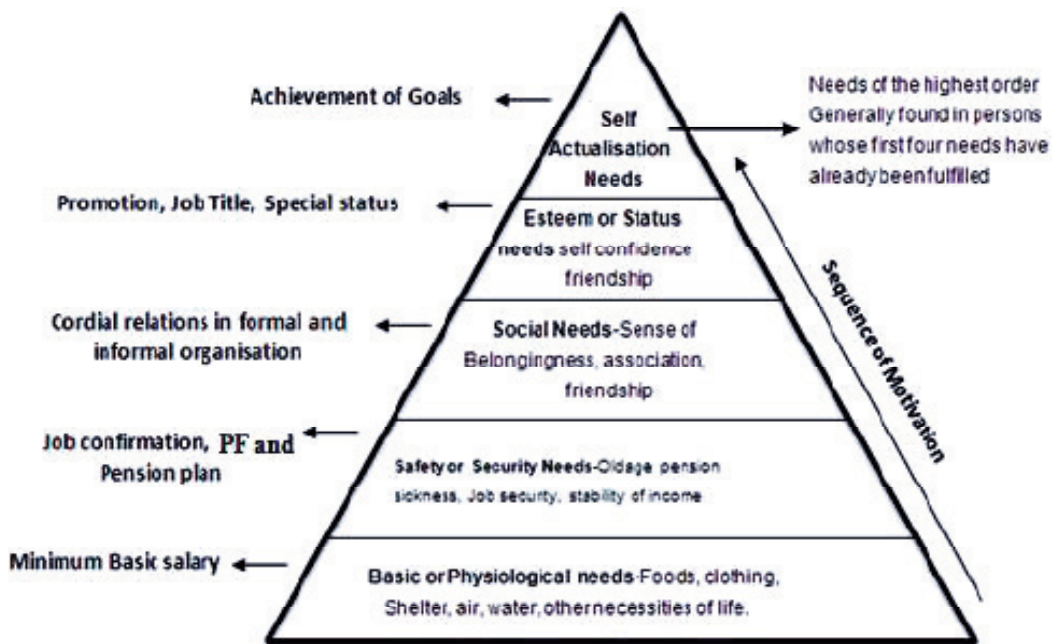 Achievement of Goals
Needs of the highest order
Generally found in persons
whose first four needs have
already been fulfilled
Self
Actualisation
Needs
Promotion, Job Title, Special status
Esteem or Status
needs self confidence
friendship
Sequence of Motivation
Cordial relations in formal and
informal organisation
Social Needs-Sense of
Belongingness, association,
friendship
Job confirmation, PF and
Pension plan
Safety or Security Needs-Oldage pension
sickness, Job security, stability of income
Minimum Basic salary
Basic or Physiological needs-Foods, clothing,
Shelter, air, water, other necessities of life.